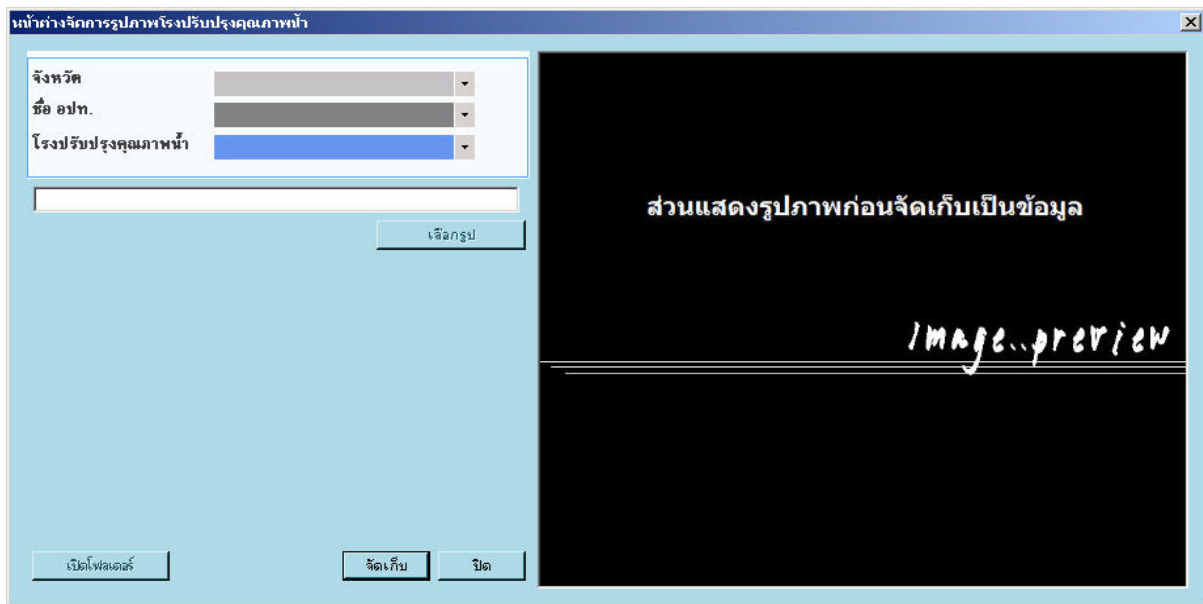 หน้าต่างจัดการรูปภาพโรงปรับปรุงคุณภาพน้ำ
จังหวัด
ชื่อ อปท.
โรงปรับปรุงคุณภาพน้ำ
เลือกรูป
ส่วนแสดงรูปภาพก่อนจัดเก็บเป็นข้อมูล
Image..preview
เปิดโฟลเดอร์
จัดเก็บ
ปิด